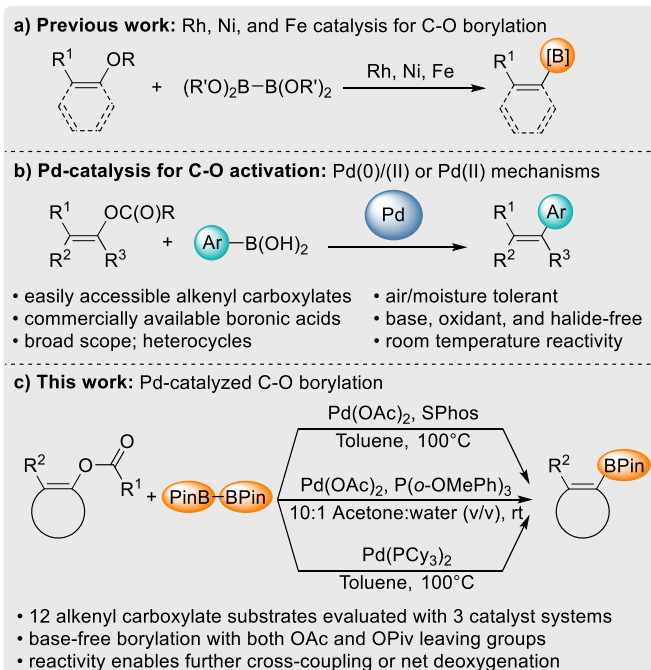 a) Previous work: Rh, Ni, and Fe catalysis for C-O borylation
R¹ OR + (R'O)₂B–B(OR')₂ Rh, Ni, Fe R¹ [B]
b) Pd-catalysis for C-O activation: Pd(0)/(II) or Pd(II) mechanisms
R¹ OC(O)R R² R³ + Ar–B(OH)₂ Pd R¹ Ar R² R³
• easily accessible alkenyl carboxylates
• commercially available boronic acids
• broad scope; heterocycles
• air/moisture tolerant
• base, oxidant, and halide-free
• room temperature reactivity
c) This work: Pd-catalyzed C-O borylation
R² O O R¹ + PinB–BPin
Pd(OAc)₂, SPhos
Toluene, 100°C
Pd(OAc)₂, P(o-OMePh)₃
10:1 Acetone:water (v/v), rt
Pd(PCy₃)₂
Toluene, 100°C
R² BPin
• 12 alkenyl carboxylate substrates evaluated with 3 catalyst systems
• base-free borylation with both OAc and OPiv leaving groups
• reactivity enables further cross-coupling or net deoxygenation